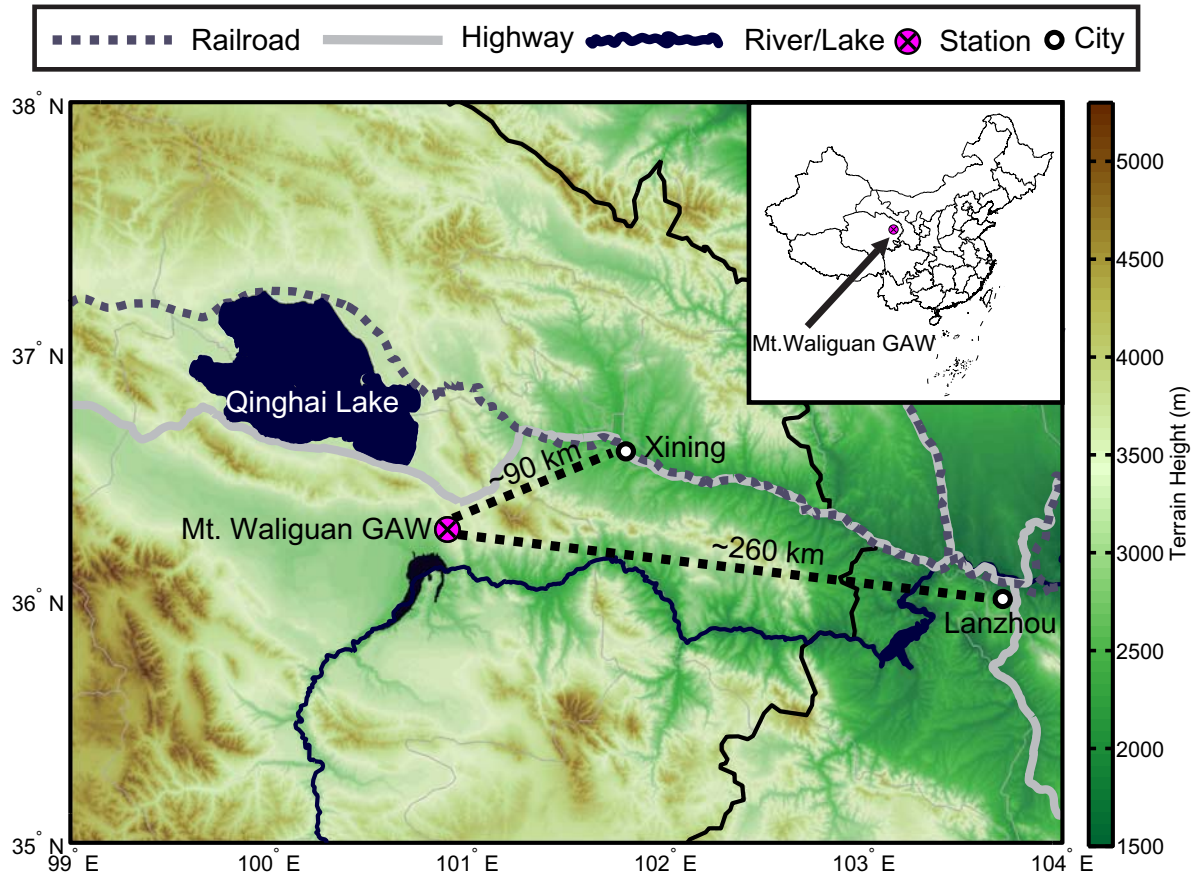 Railroad
Highway
River/Lake
Station
City
38° N
37° N
36° N
35° N
99° E
100° E
101° E
102° E
103° E
104° E
Mt.Waliguan GAW
Qinghai Lake
Xining
~90 km
Mt. Waliguan GAW
~260 km
Lanzhou
5000
4500
4000
3500
3000
2500
2000
1500
Terrain Height (m)